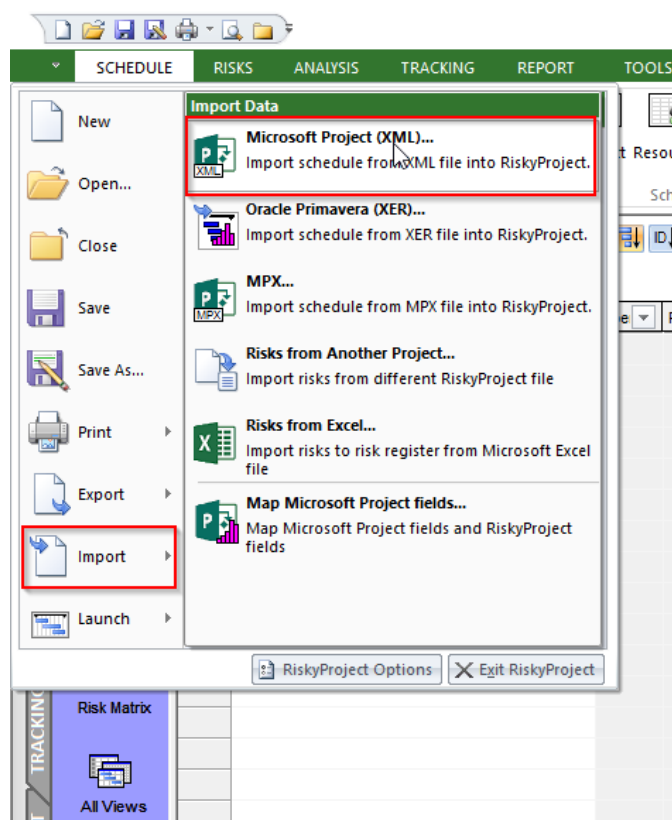 SCHEDULE RISKS ANALYSIS TRACKING REPORT TOOLS
New
Open...
Close
Save
Save As...
Print
Export
Import
Launch
Import Data
Microsoft Project (XML)...
Import schedule from XML file into RiskyProject.
XML
Oracle Primavera (XER)...
Import schedule from XER file into RiskyProject.
MPX...
Import schedule from MPX file into RiskyProject.
MPX
Risks from Another Project...
Import risks from different RiskyProject file
Risks from Excel...
Import risks to risk register from Microsoft Excel
file
Map Microsoft Project fields...
Map Microsoft Project fields and RiskyProject
fields
RiskyProject Options
Exit RiskyProject
ID
TRACKING
Risk Matrix
All Views